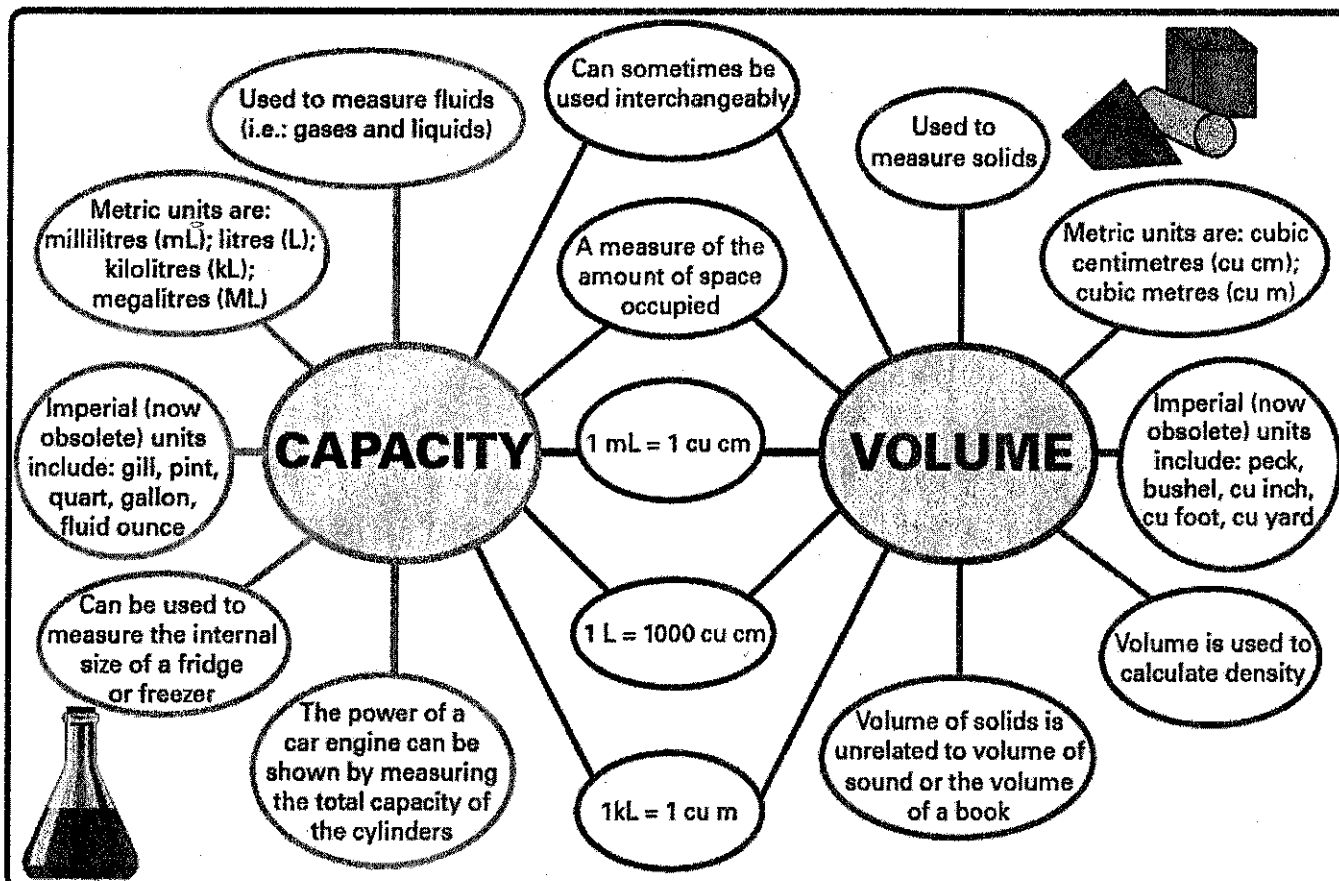 Used to measure fluids
(i.e.: gases and liquids)
Metric units are:
millilitres (mL); litres (L);
kilolitres (kL);
megalitres (ML)
Imperial (now
obsolete) units
include: gill, pint,
quart, gallon,
fluid ounce
Can be used to
measure the internal
size of a fridge
or freezer
The power of a
car engine can be
shown by measuring
the total capacity of
the cylinders
CAPACITY
Can sometimes be
used interchangeably
A measure of the
amount of space
occupied
1 mL = 1 cu cm
1 L = 1000 cu cm
1kL = 1 cu m
VOLUME
Used to
measure solids
Metric units are: cubic
centimetres (cu cm);
cubic metres (cu m)
Imperial (now
obsolete) units
include: peck,
bushel, cu inch,
cu foot, cu yard
Volume is used to
calculate density
Volume of solids is
unrelated to volume of
sound or the volume
of a book